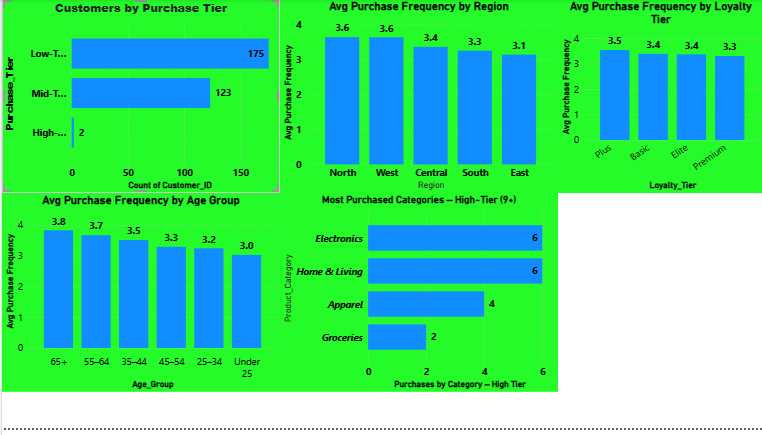 Customers by Purchase Tier
Purchase_Tier
Low-T...
175
Mid-T...
123
High-...
2
0 50 100 150
Count of Customer_ID
Avg Purchase Frequency by Region
Avg Purchase Frequency
4
3
2
1
0
3.6 3.6 3.4 3.3 3.1
North West Central South East
Region
Avg Purchase Frequency by Loyalty
Tier
Avg Purchase Frequency
4
3
2
1
0
3.5 3.4 3.4 3.3
Plus Basic Elite Premium
Loyalty_Tier
Avg Purchase Frequency by Age Group
Avg Purchase Frequency
4
3
2
1
0
3.8 3.7 3.5 3.3 3.2 3.0
65+ 55–64 35–44 45–54 25–34 Under
25
Age_Group
Most Purchased Categories – High-Tier (9+)
Product_Category
Electronics
6
Home & Living
6
Apparel
4
Groceries
2
0 2 4 6
Purchases by Category – High Tier